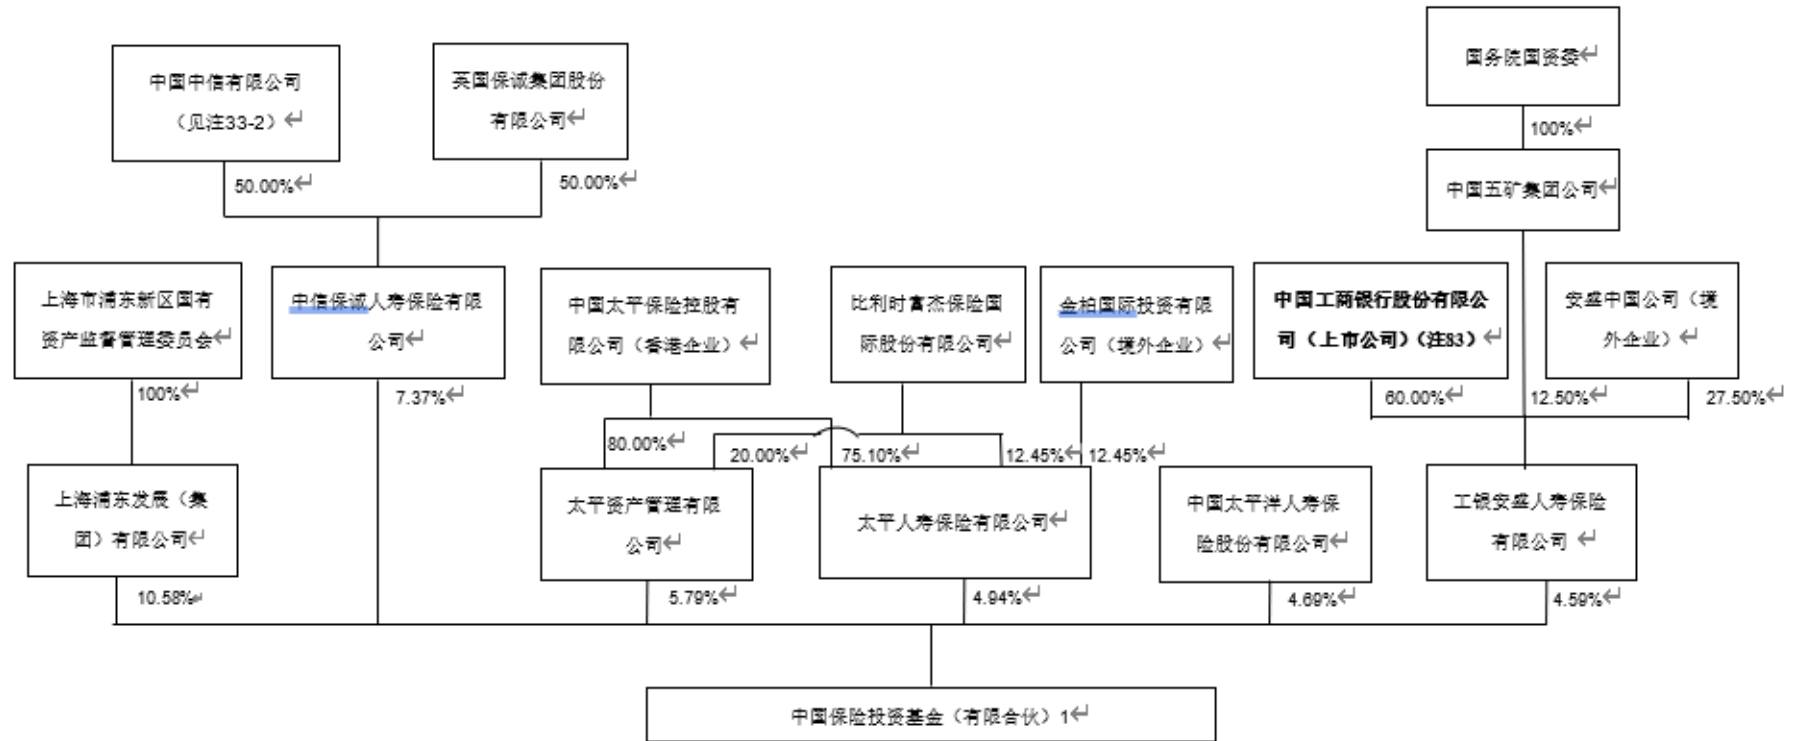 国务院国资委
中国中信有限公司
（见注33-2）
英国保诚集团股份
有限公司
100%
50.00%
50.00%
中国五矿集团公司
上海市浦东新区国有
资产监督管理委员会
中信保诚人寿保险有限
公司
中国太平保险控股有
限公司（香港企业）
比利时富杰保险国
际股份有限公司
金柏国际投资有限
公司（境外企业）
中国工商银行股份有限公
司（上市公司）（注83）
安盛中国公司（境
外企业）
100%
7.37%
60.00%
12.50%
27.50%
80.00%
20.00%
75.10%
12.45%
12.45%
上海浦东发展（集
团）有限公司
太平资产管理有限
公司
太平人寿保险有限公司
中国太平洋人寿保
险股份有限公司
工银安盛人寿保险
有限公司
10.58%
5.79%
4.94%
4.69%
4.59%
中国保险投资基金（有限合伙）1